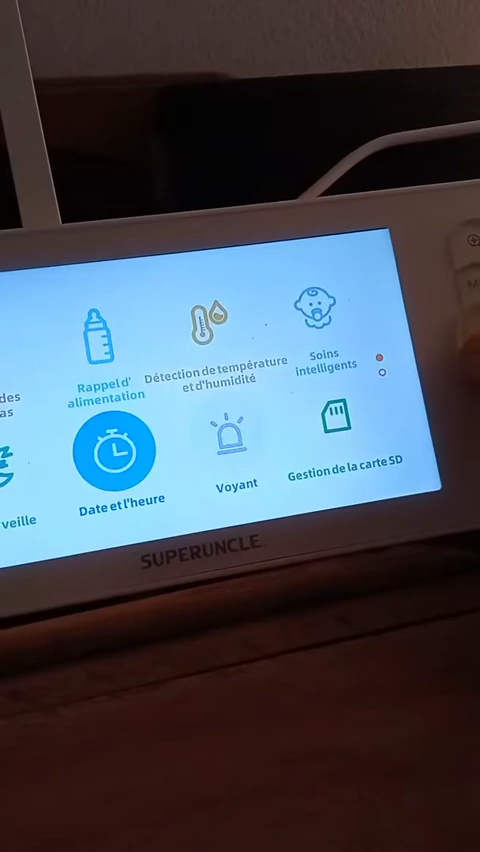 des
as
Rappel d'
alimentation
Détection de température
et d'humidité
Soins
intelligents
veille
Date et l'heure
Voyant
Gestion de la carte SD
SUPERUNCLE
M